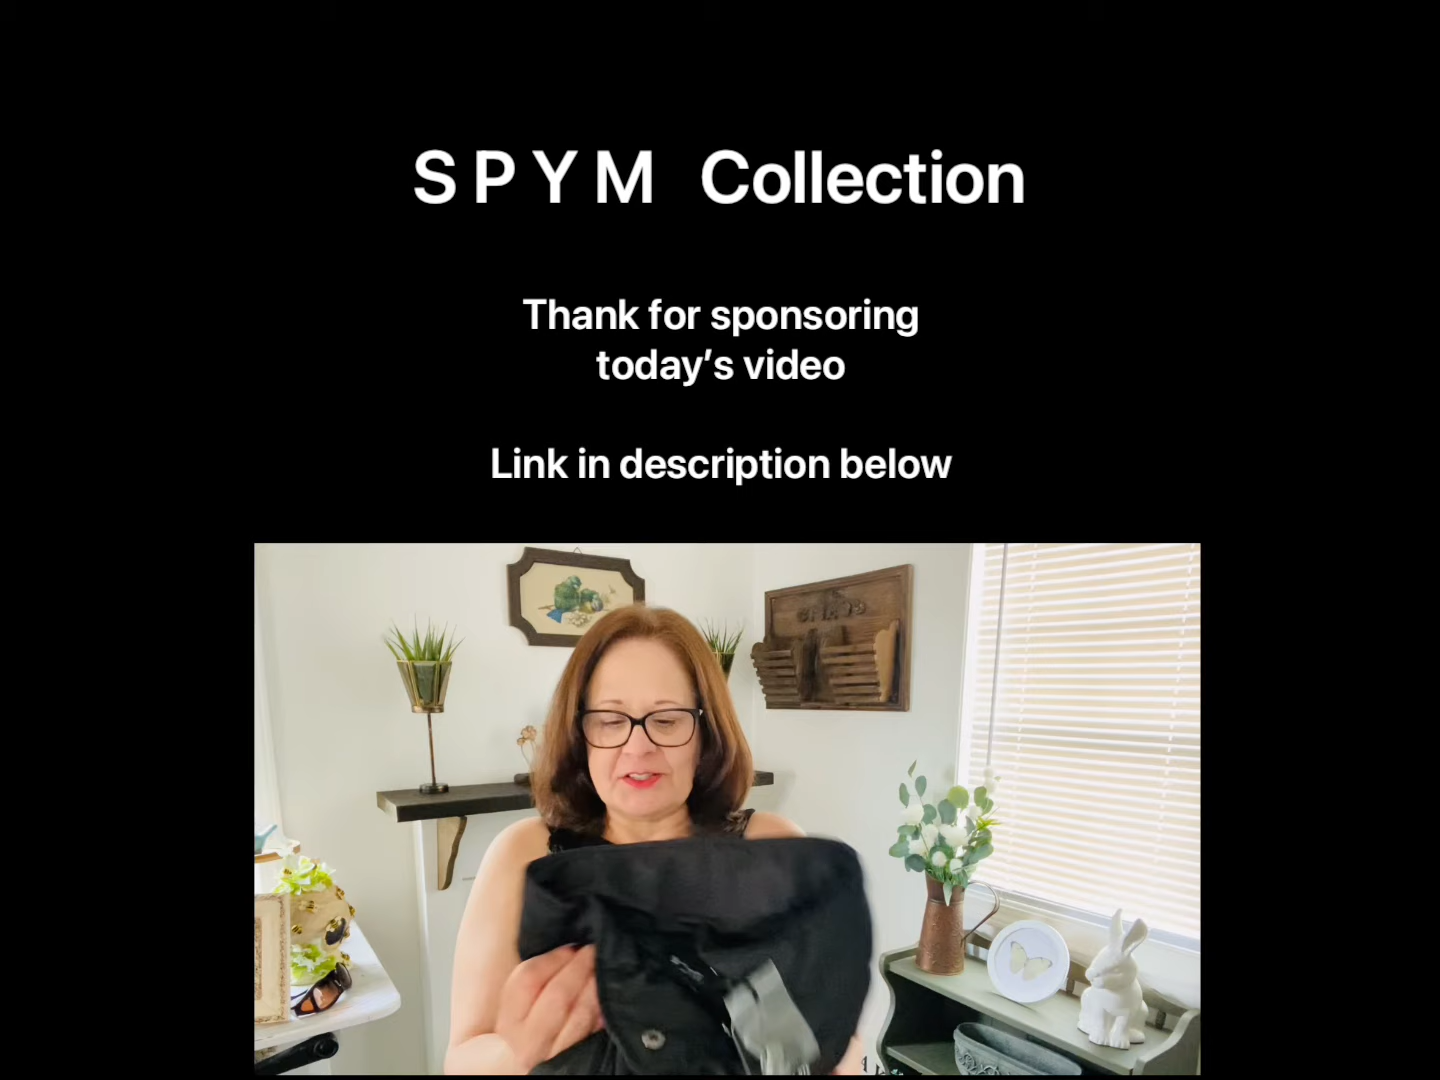 S P Y M Collection
Thank for sponsoring
today’s video
Link in description below